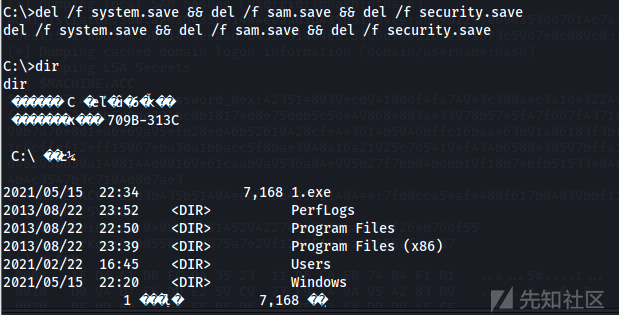 C:\>del /f system.save && del /f sam.save && del /f security.save
del /f system.save && del /f sam.save && del /f security.save
C:\>dir
dir
C
709B-313C
C:\
2021/05/15  22:34             7,168 1.exe
2013/08/22  23:52    <DIR>          PerfLogs
2013/08/22  22:50    <DIR>          Program Files
2013/08/22  23:39    <DIR>          Program Files (x86)
2021/02/22  16:45    <DIR>          Users
2021/05/15  22:20    <DIR>          Windows
1          7,168
先知社区